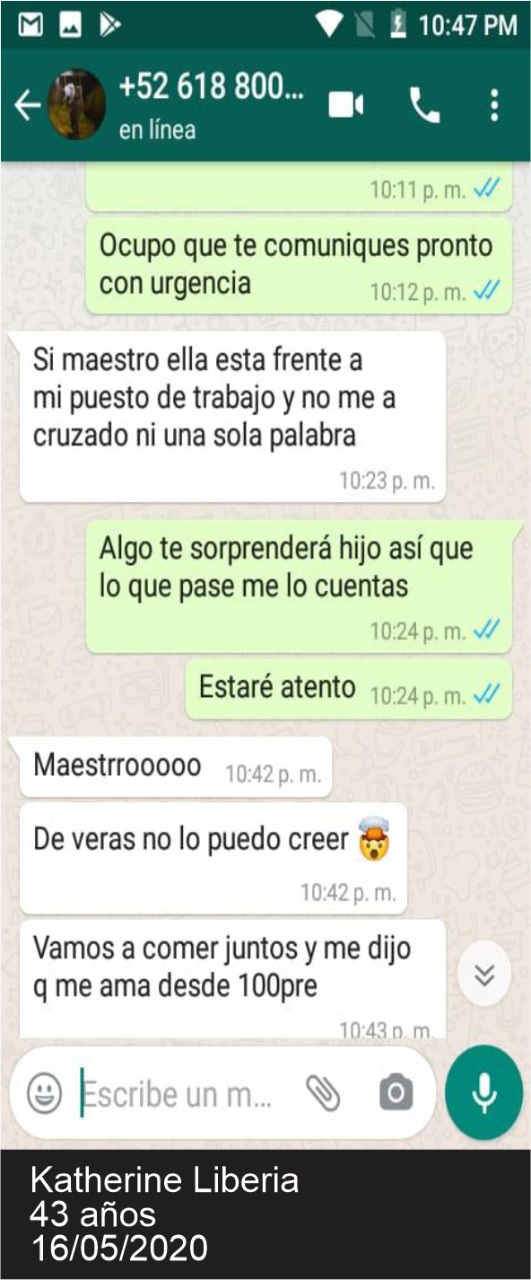 10:47 PM
+52 618 800...
en línea
10:11 p. m.
Ocupo que te comuniques pronto
con urgencia
10:12 p. m.
Si maestro ella esta frente a
mi puesto de trabajo y no me a
cruzado ni una sola palabra
10:23 p. m.
Algo te sorprenderá hijo así que
lo que pase me lo cuentas
10:24 p. m.
Estaré atento 10:24 p. m.
Maestrrooooo 10:42 p. m.
De veras no lo puedo creer 🤯
10:42 p. m.
Vamos a comer juntos y me dijo
q me ama desde 100pre
10:43 p. m.
Escribe un m...
Katherine Liberia
43 años
16/05/2020